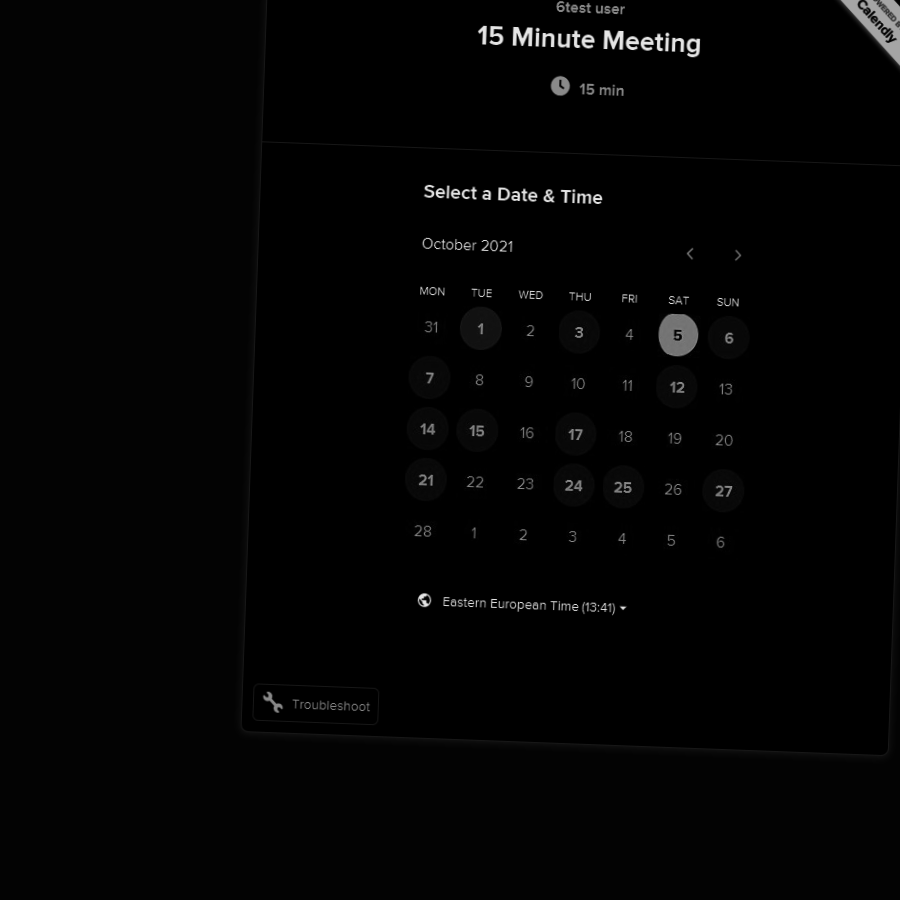 6test user
15 Minute Meeting
15 min
Calendly
Select a Date & Time
October 2021
MON TUE WED THU FRI SAT SUN
31 1 2 3 4 5 6
7 8 9 10 11 12 13
14 15 16 17 18 19 20
21 22 23 24 25 26 27
28 1 2 3 4 5 6
Eastern European Time (13:41)
Troubleshoot